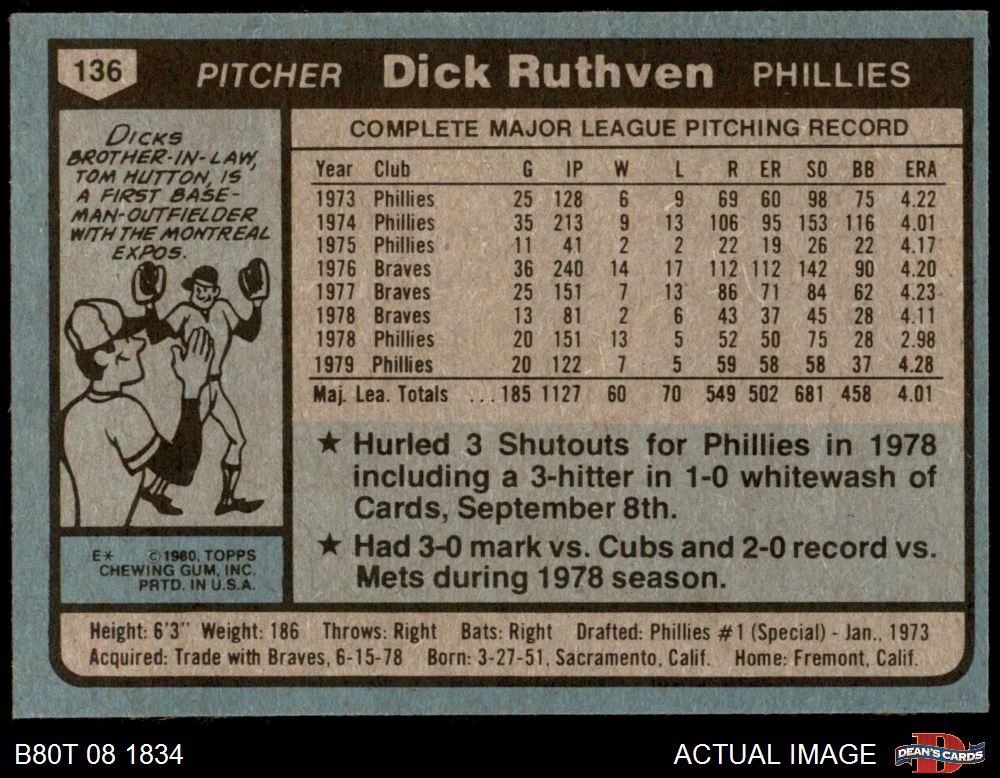 136 PITCHER Dick Ruthven PHILLIES
DICKS
BROTHER-IN-LAW,
TOM HUTTON, IS
A FIRST BASE-
MAN-OUTFIELDER
WITH THE MONTREAL
EXPOS.
E* © 1980, TOPPS
CHEWING GUM, INC.
PRTD. IN U.S.A.
COMPLETE MAJOR LEAGUE PITCHING RECORD
Year Club G IP W L R ER SO BB ERA
1973 Phillies 25 128 6 9 69 60 98 75 4.22
1974 Phillies 35 213 9 13 106 95 153 116 4.01
1975 Phillies 11 41 2 2 22 19 26 22 4.17
1976 Braves 36 240 14 17 112 112 142 90 4.20
1977 Braves 25 151 7 13 86 71 84 62 4.23
1978 Braves 13 81 2 6 43 37 45 28 4.11
1978 Phillies 20 151 13 5 52 50 75 28 2.98
1979 Phillies 20 122 7 5 59 58 58 37 4.28
Maj. Lea. Totals ...185 1127 60 70 549 502 681 458 4.01
★ Hurled 3 Shutouts for Phillies in 1978
including a 3-hitter in 1-0 whitewash of
Cards, September 8th.
★ Had 3-0 mark vs. Cubs and 2-0 record vs.
Mets during 1978 season.
Height: 6'3" Weight: 186 Throws: Right Bats: Right Drafted: Phillies #1 (Special) - Jan., 1973
Acquired: Trade with Braves, 6-15-78 Born: 3-27-51, Sacramento, Calif. Home: Fremont, Calif.
B80T 08 1834 ACTUAL IMAGE DEAN'S CARDS